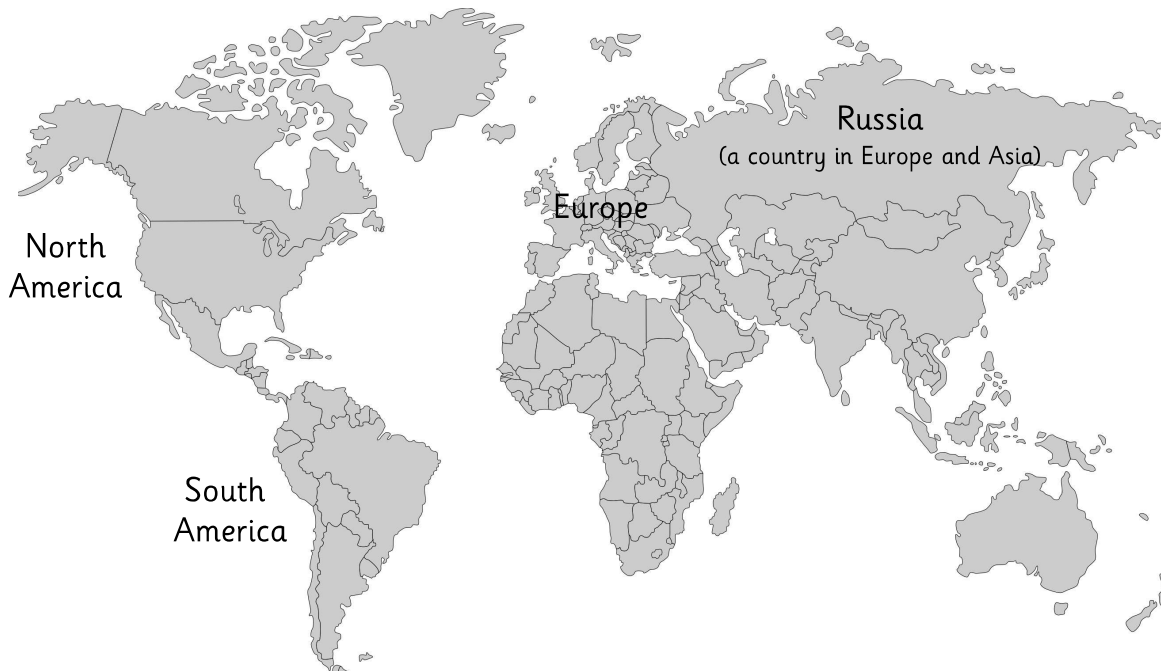 Russia
(a country in Europe and Asia)
Europe
North
America
South
America